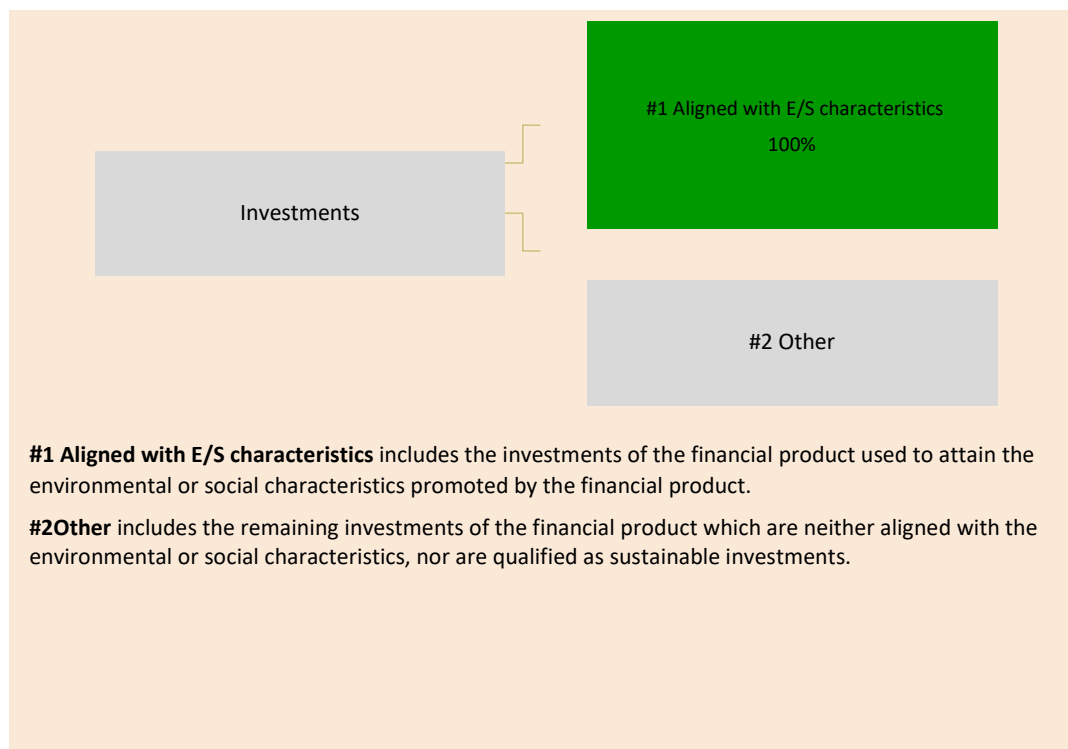 #1 Aligned with E/S characteristics
100%
Investments
#2 Other
#1 Aligned with E/S characteristics includes the investments of the financial product used to attain the
environmental or social characteristics promoted by the financial product.
#2Other includes the remaining investments of the financial product which are neither aligned with the
environmental or social characteristics, nor are qualified as sustainable investments.